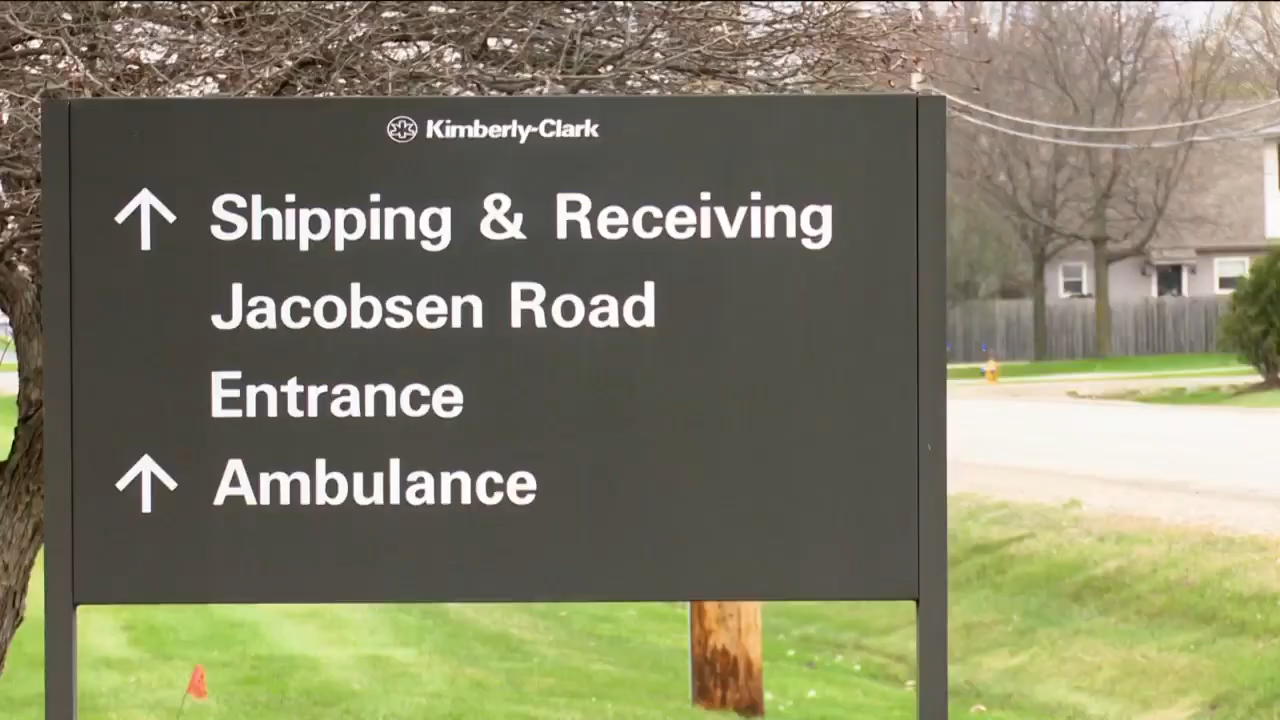 Kimberly-Clark
↑ Shipping & Receiving
Jacobsen Road
Entrance
↑ Ambulance